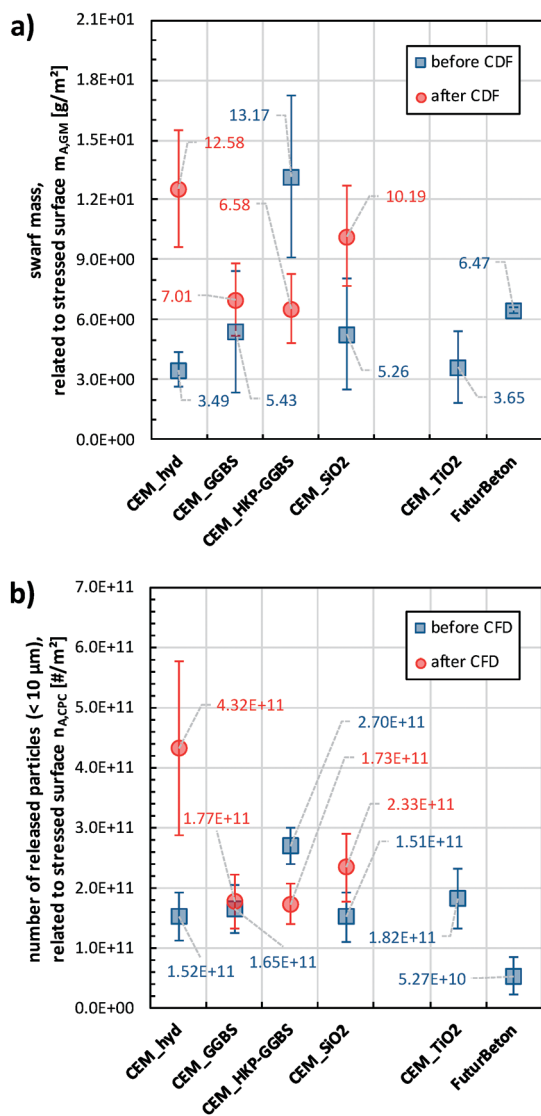 a)
2.1E+01
1.8E+01
1.5E+01
1.2E+01
9.0E+00
6.0E+00
3.0E+00
0.0E+00
swarf mass,
related to stressed surface m_A,GM [g/m²]
before CDF
after CDF
13.17
12.58
6.58
10.19
7.01
6.47
5.26
3.49
5.43
3.65
CEM_hyd
CEM_GGBS
CEM_HKP-GGBS
CEM_SiO2
CEM_TiO2
FuturBeton
b)
7.0E+11
6.0E+11
5.0E+11
4.0E+11
3.0E+11
2.0E+11
1.0E+11
0.0E+00
number of released particles (< 10 µm),
related to stressed surface n_A,CPC [#/m²]
before CFD
after CFD
4.32E+11
2.70E+11
1.73E+11
1.77E+11
2.33E+11
1.51E+11
1.65E+11
1.82E+11
1.52E+11
5.27E+10
CEM_hyd
CEM_GGBS
CEM_HKP-GGBS
CEM_SiO2
CEM_TiO2
FuturBeton